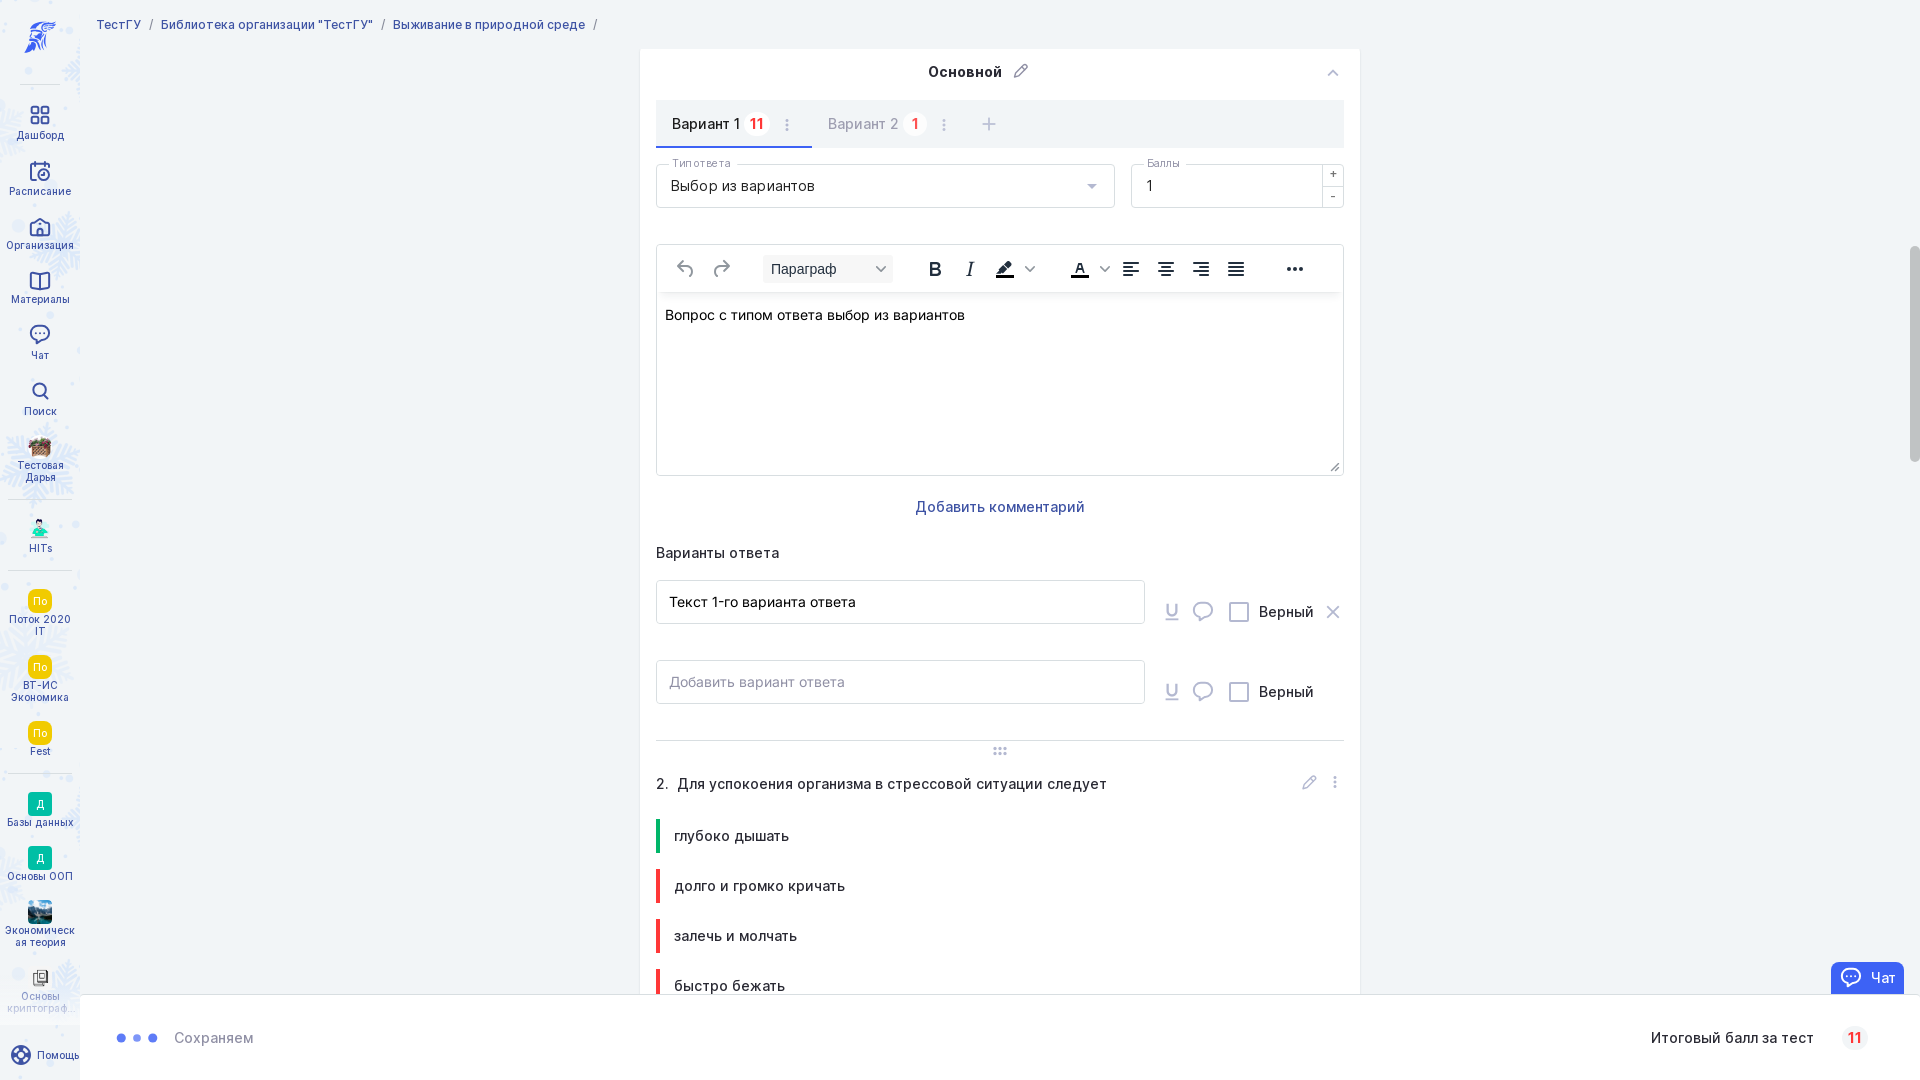 ТестГУ / Библиотека организации "ТестГУ" / Выживание в природной среде /
Дашборд
Расписание
Организация
Материалы
Чат
Поиск
Тестовая
Дарья
HITs
По
Поток 2020
IT
По
ВТ-ИС
Экономика
По
Fest
Д
Базы данных
Д
Основы ООП
Экономическ
ая теория
Основы
криптограф...
Помощь
Основной
Вариант 1 11
Вариант 2 1
Тип ответа
Выбор из вариантов
Баллы
1
+
-
Параграф
B I A
Вопрос с типом ответа выбор из вариантов
Добавить комментарий
Варианты ответа
Текст 1-го варианта ответа
Верный
Добавить вариант ответа
Верный
2. Для успокоения организма в стрессовой ситуации следует
глубоко дышать
долго и громко кричать
залечь и молчать
быстро бежать
Чат
Сохраняем
Итоговый балл за тест 11